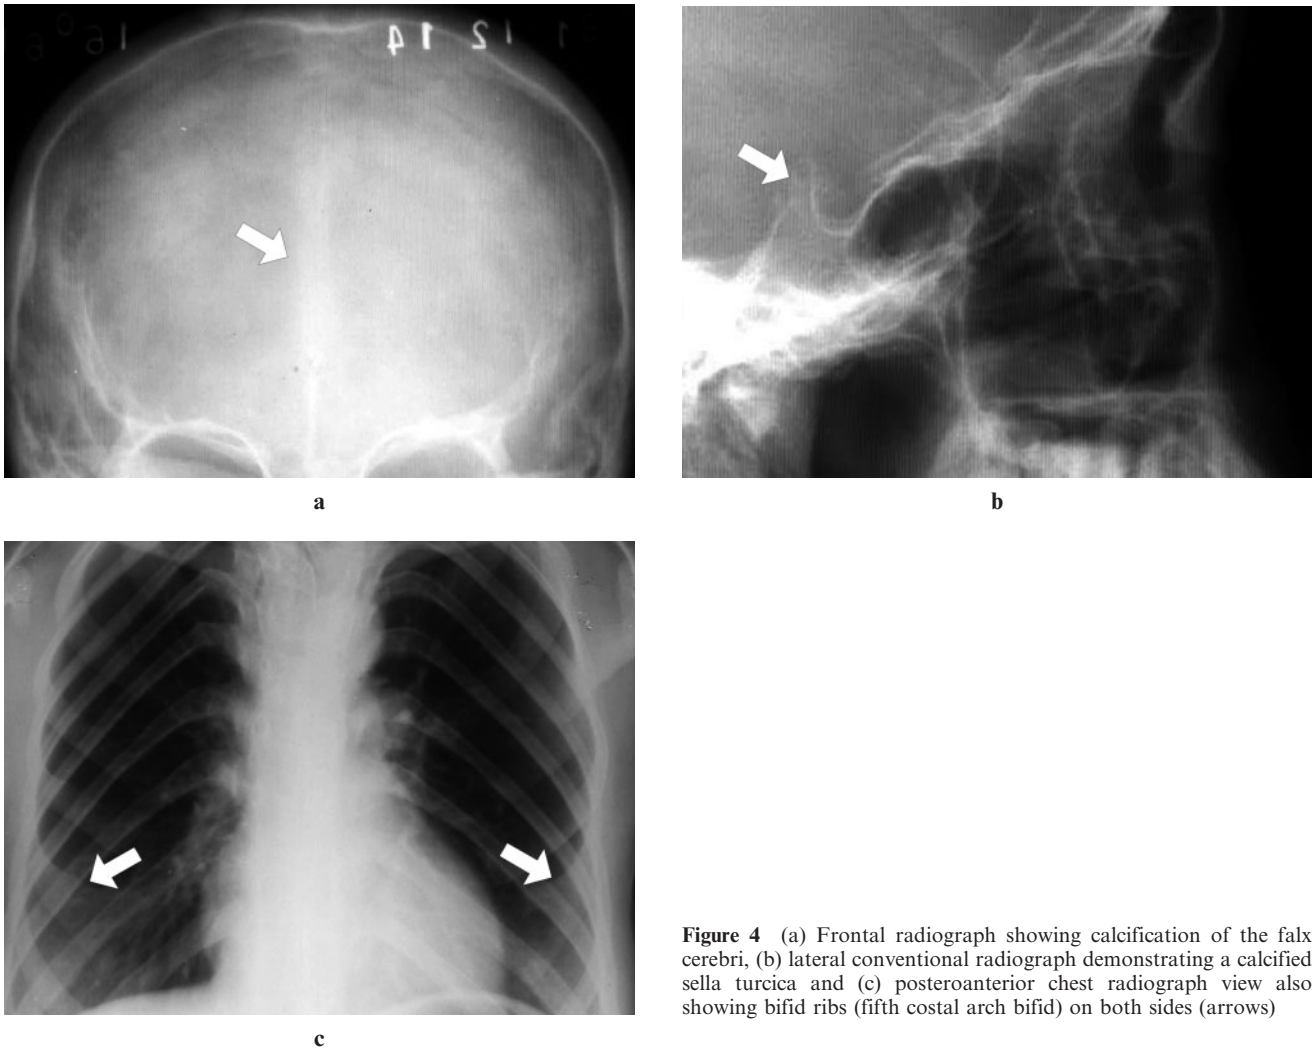 14
a
b
c
Figure 4 (a) Frontal radiograph showing calcification of the falx
cerebri, (b) lateral conventional radiograph demonstrating a calcified
sella turcica and (c) posteroanterior chest radiograph view also
showing bifid ribs (fifth costal arch bifid) on both sides (arrows)